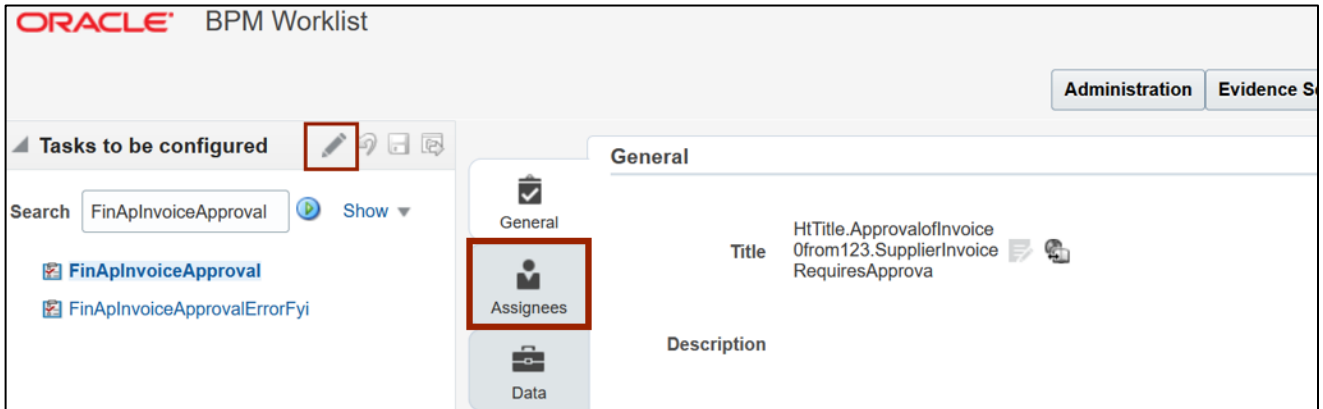 ORACLE BPM Worklist
Administration Evidence S
Tasks to be configured
General
Search FinApInvoiceApproval Show
General
FinApInvoiceApproval
FinApInvoiceApprovalErrorFyi
Assignees
Data
Title
HtTitle.ApprovalofInvoice
0from123.SupplierInvoice
RequiresApprova
Description